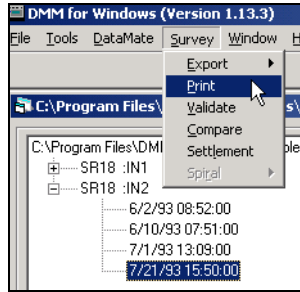 DMM for Windows (Version 1.13.3)
File Tools DataMate Survey Window H
Export
Print
C:\Program Files\ s\
Validate
Compare
C:\Program Files\DMI ple
Settlement
SR18 :IN1
Spiral
SR18 :IN2
6/2/93 08:52:00
6/10/93 07:51:00
7/1/93 13:09:00
7/21/93 15:50:00